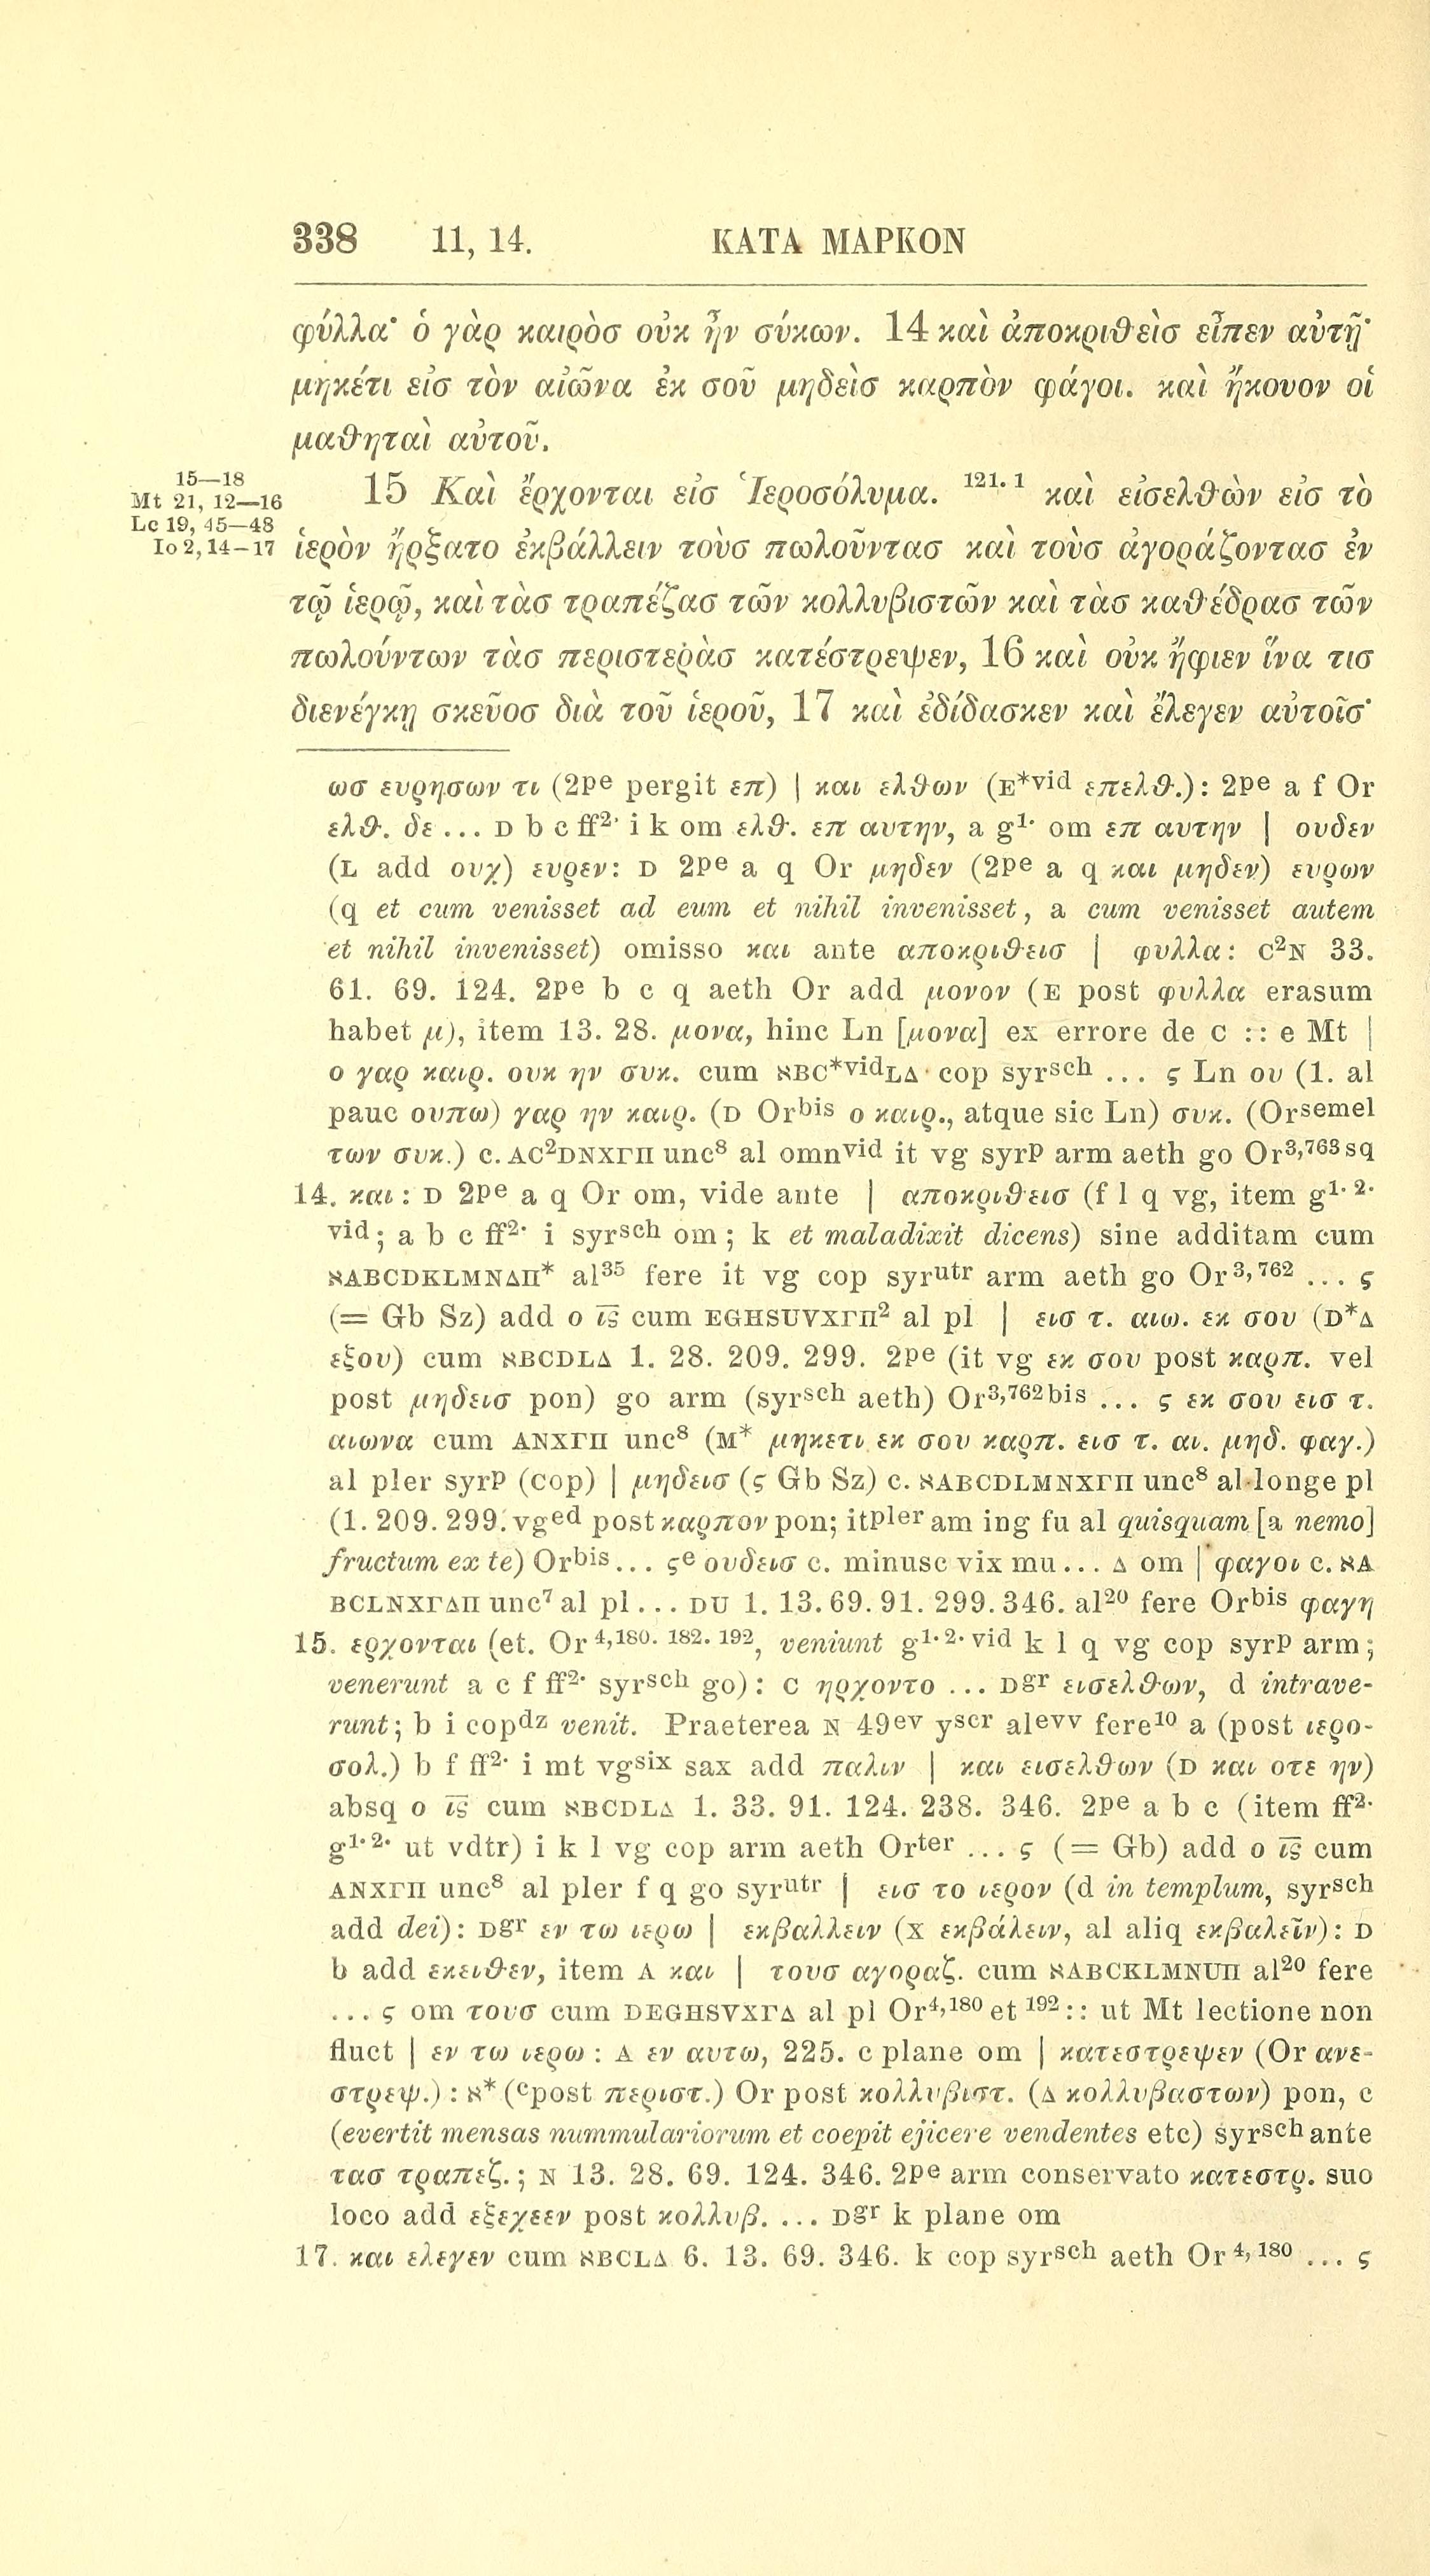 338 11, 14. ΚΑΤΑ ΜΑΡΚΟΝ
φύλλα· ὁ γὰρ καιρὸσ οὐκ ἦν σύκων. 14 καὶ ἀποκριθεὶσ εἶπεν αὐτῇ·
μηκέτι εἰσ τὸν αἰῶνα ἐκ σοῦ μηδεὶσ καρπὸν φάγοι. καὶ ἤκουον οἱ
μαθηταὶ αὐτοῦ.
15—18
Mt 21, 12—16
Lc 19, 45—48
Io 2, 14—17
15 Καὶ ἔρχονται εἰσ Ἱεροσόλυμα. 121. 1 καὶ εἰσελθὼν εἰσ τὸ
ἱερὸν ἤρξατο ἐκβάλλειν τοὺσ πωλοῦντασ καὶ τοὺσ ἀγοράζοντασ ἐν
τῷ ἱερῷ, καὶ τὰσ τραπέζασ τῶν κολλυβιστῶν καὶ τὰσ καθέδρασ τῶν
πωλούντων τὰσ περιστερὰσ κατέστρεψεν, 16 καὶ οὐκ ἤφιεν ἵνα τισ
διενέγκῃ σκεῦοσ διὰ τοῦ ἱεροῦ, 17 καὶ ἐδίδασκεν καὶ ἔλεγεν αὐτοῖσ·
ωσ ευρησων τι (2pe pergit επ) | και ελθων (E*vid επελθ.): 2pe a f Or
ελθ. δε ... D b c ff2. i k om ελθ. επ αυτην, a g1. om επ αυτην | ουδεν
(L add ουχ) ευρεν: D 2pe a q Or μηδεν (2pe a q και μηδεν) ευρων
(q et cum venisset ad eum et nihil invenisset, a cum venisset autem
et nihil invenisset) omisso και ante αποκριθεισ | φυλλα: C2N 33.
61. 69. 124. 2pe b c q aeth Or add μονον (E post φυλλα erasum
habet μ), item 13. 28. μονα, hinc Ln [μονα] ex errore de C :: e Mt |
ο γαρ καιρ. ουκ ην συκ. cum ℵBC*vidLΔ cop syrsch ... ς Ln ου (1. al
pauc ουπω) γαρ ην καιρ. (D Orbis ο καιρ., atque sic Ln) συκ. (Orsemel
των συκ.) c. AC2DNXΓΠ unc8 al omnvid it vg syrp arm aeth go Or3,763 sq
14. και: D 2pe a q Or om, vide ante | αποκριθεισ (f l q vg, item g1. 2.
vid; a b c ff2. i syrsch om; k et maladixit dicens) sine additam cum
ℵABCDKLMNΔΠ* al35 fere it vg cop syrutr arm aeth go Or3,762 ... ς
(= Gb Sz) add ο ι̅ς̅ cum EGHSUVXΓΠ2 al pl | εισ τ. αιω. εκ σου (D*Δ
εξου) cum ℵBCDLΔ 1. 28. 209. 299. 2pe (it vg εκ σου post καρπ. vel
post μηδεισ pon) go arm (syrsch aeth) Or3,762 bis ... ς εκ σου εισ τ.
αιωνα cum ANXΓΠ unc8 (M* μηκετι εκ σου καρπ. εισ τ. αι. μηδ. φαγ.)
al pler syrp (cop) | μηδεισ (ς Gb Sz) c. ℵABCDLMNXΓΠ unc8 al longe pl
(1. 209. 299. vged post καρπον pon; itpler am ing fu al quisquam [a nemo]
fructum ex te) Orbis ... ςe ουδεισ c. minusc vix mu ... Δ om | φαγοι c. ℵA
BCLNXΓΔΠ unc7 al pl ... DU 1. 13. 69. 91. 299. 346. al20 fere Orbis φαγη
15. ερχονται (et. Or4,180. 182. 192, veniunt g1. 2. vid k l q vg cop syrp arm;
venerunt a c f ff2. syrsch go): C ηρχοντο ... Dgr εισελθων, d intrave-
runt; b i copdz venit. Praeterea N 49ev yscr alevv fere10 a (post ιερο-
σολ.) b f ff2. i mt vgsix sax add παλιν | και εισελθων (D και οτε ην)
absq ο ι̅ς̅ cum ℵBCDLΔ 1. 33. 91. 124. 238. 346. 2pe a b c (item ff2.
g1. 2. ut vdtr) i k l vg cop arm aeth Orter ... ς (= Gb) add ο ι̅ς̅ cum
ANXΓΠ unc8 al pler f q go syrutr | εισ το ιερον (d in templum, syrsch
add dei): Dgr εν τω ιερω | εκβαλλειν (X εκβάλειν, al aliq εκβαλεῖν): D
b add εκειθεν, item A και | τουσ αγοραζ. cum ℵABCKLMNUΠ al20 fere
... ς om τουσ cum DEGHSVXΓΔ al pl Or4,180 et 192 :: ut Mt lectione non
fluct | εν τω ιερω : A εν αυτω, 225. c plane om | κατεστρεψεν (Or ανε-
στρεψ.) : ℵ* (cpost περιστ.) Or post κολλυβιστ. (Δ κολλυβαστων) pon, c
(evertit mensas nummulariorum et coepit ejicere vendentes etc) syrsch ante
τασ τραπεζ.; N 13. 28. 69. 124. 346. 2pe arm conservato κατεστρ. suo
loco add εξεχεεν post κολλυβ. ... Dgr k plane om
17. και ελεγεν cum ℵBCLΔ 6. 13. 69. 346. k cop syrsch aeth Or4,180 ... ς